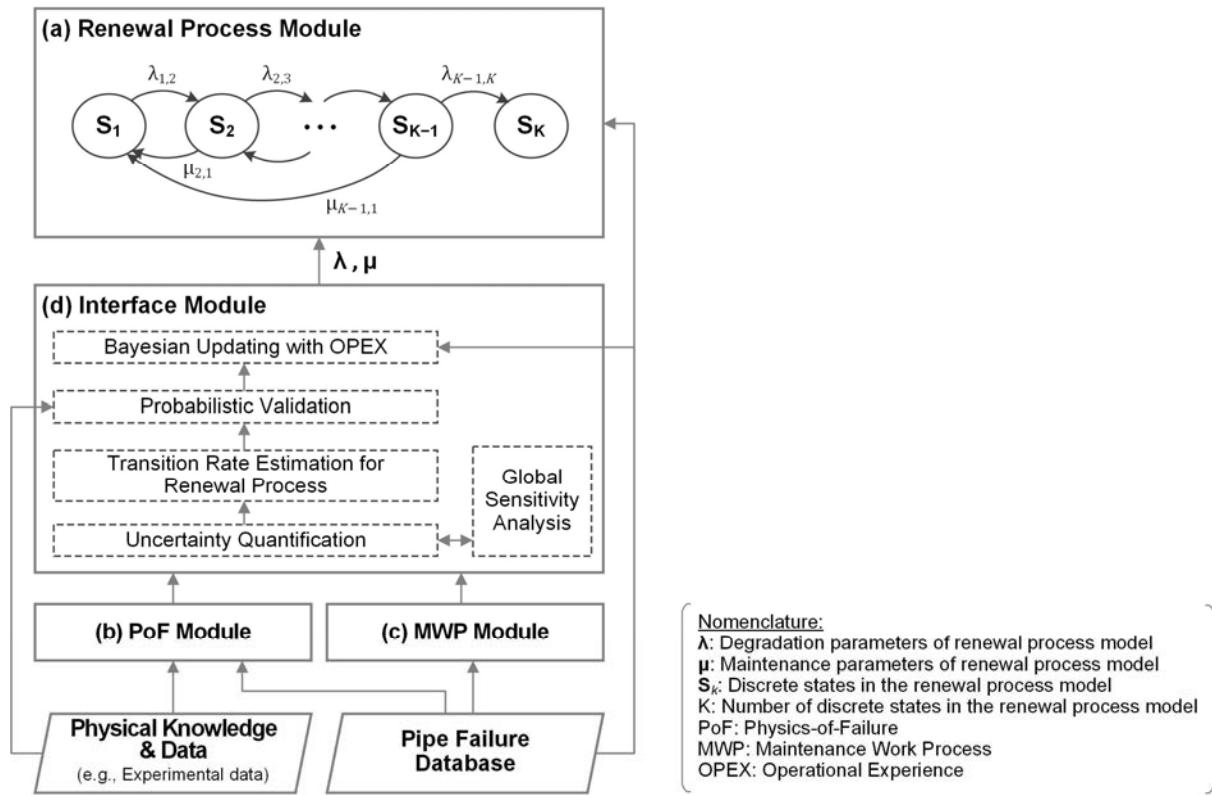 (a) Renewal Process Module
λ1,2
λ2,3
λK−1,K
S1
S2
...
SK−1
SK
μ2,1
μK−1,1
λ , μ
(d) Interface Module
Bayesian Updating with OPEX
Probabilistic Validation
Transition Rate Estimation for
Renewal Process
Global
Sensitivity
Analysis
Uncertainty Quantification
(b) PoF Module
(c) MWP Module
Physical Knowledge
& Data
(e.g., Experimental data)
Pipe Failure
Database
Nomenclature:
λ: Degradation parameters of renewal process model
μ: Maintenance parameters of renewal process model
Sk: Discrete states in the renewal process model
K: Number of discrete states in the renewal process model
PoF: Physics-of-Failure
MWP: Maintenance Work Process
OPEX: Operational Experience